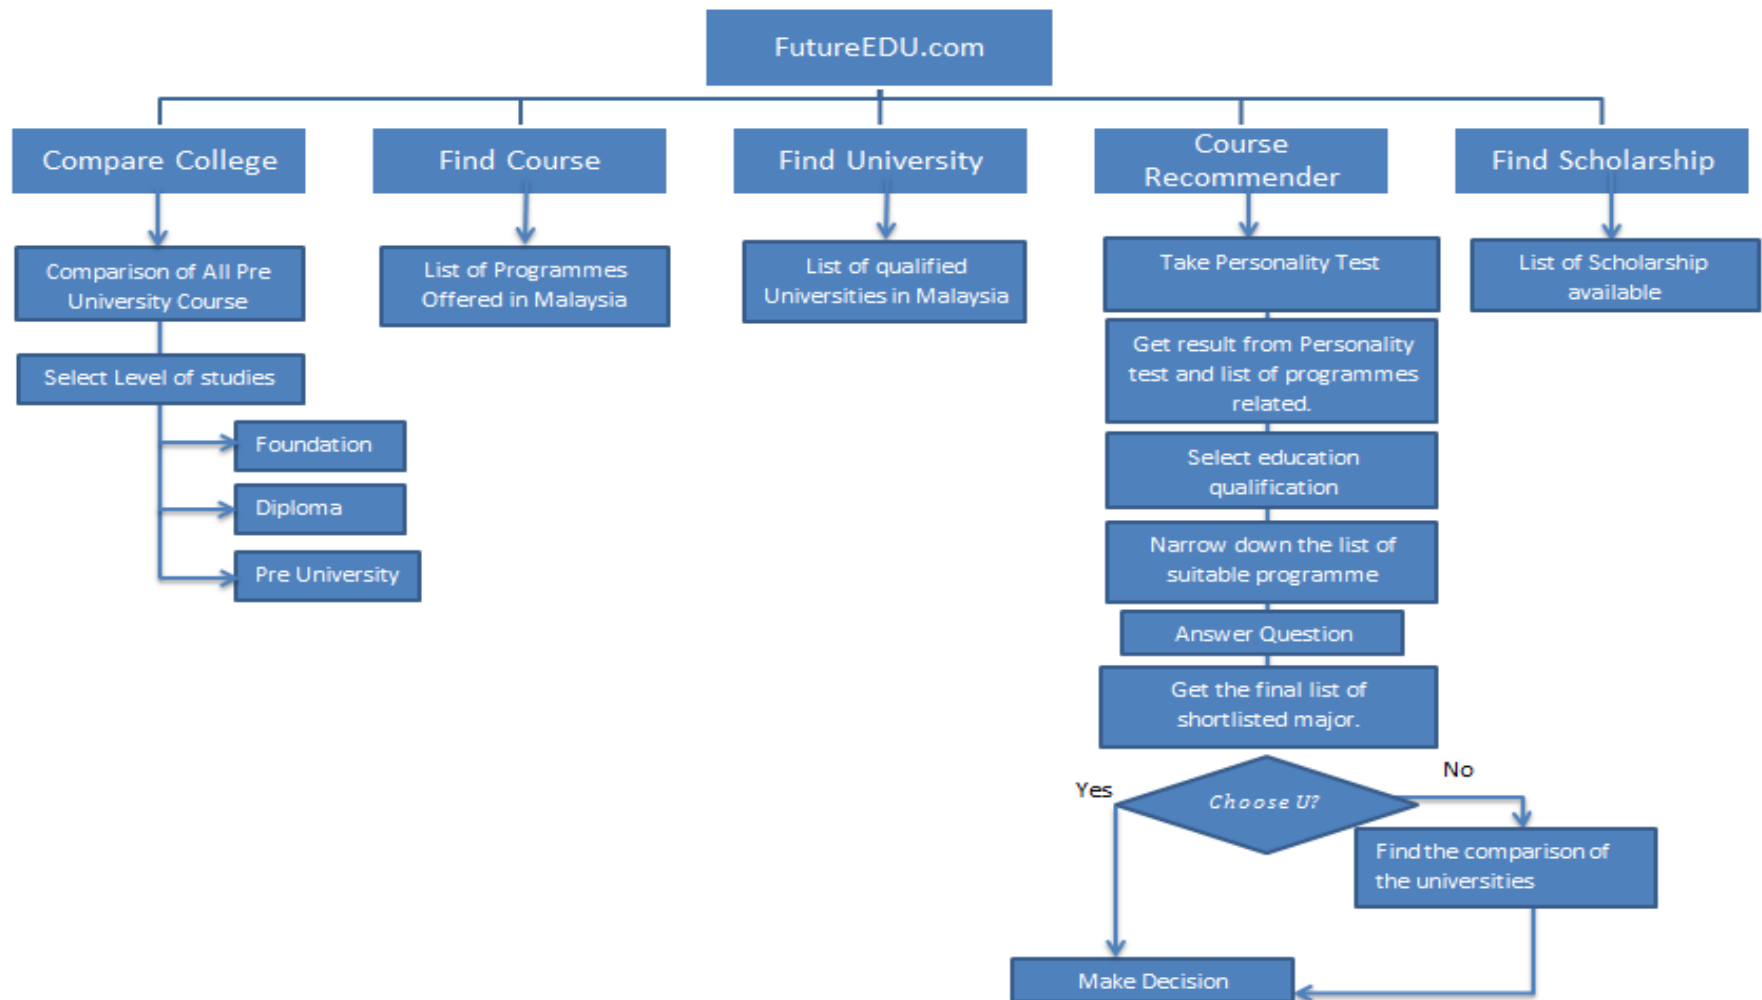 FutureEDU.com
Compare College
Find Course
Find University
Course
Recommender
Find Scholarship
Comparison of All Pre
University Course
List of Programmes
Offered in Malaysia
List of qualified
Universities in Malaysia
Take Personality Test
List of Scholarship
available
Select Level of studies
Foundation
Diploma
Pre University
Get result from Personality
test and list of programmes
related.
Select education
qualification
Narrow down the list of
suitable programme
Answer Question
Get the final list of
shortlisted major.
Yes
Choose U?
No
Find the comparison of
the universities
Make Decision